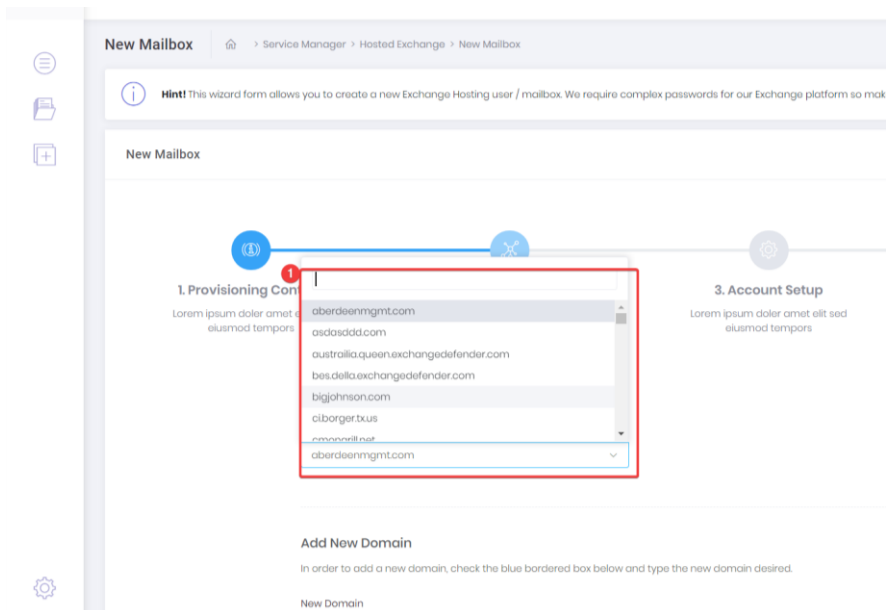 New Mailbox
> Service Manager > Hosted Exchange > New Mailbox
Hint! This wizard form allows you to create a new Exchange Hosting user / mailbox. We require complex passwords for our Exchange platform so mak
New Mailbox
1
1. Provisioning Cont
Lorem ipsum doler amet e
eiusmod tempors
3. Account Setup
Lorem ipsum doler amet elit sed
eiusmod tempors
aberdeenmgmt.com
asdasddd.com
austrailia.queen.exchangedefender.com
bes.della.exchangedefender.com
bigjohnson.com
ci.borger.tx.us
cmongrill.net
aberdeenmgmt.com
Add New Domain
In order to add a new domain, check the blue bordered box below and type the new domain desired.
New Domain